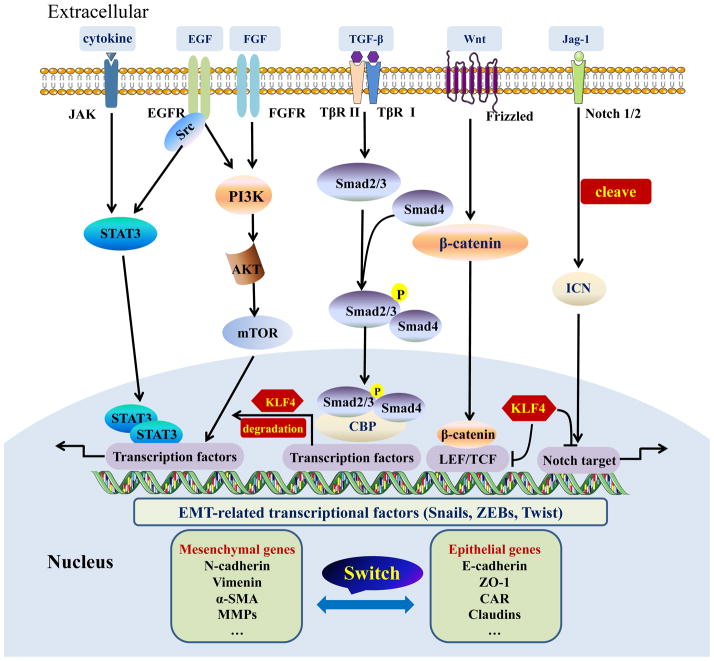 Extracellular
cytokine
EGF
FGF
TGF-β
Wnt
Jag-1
JAK
EGFR
FGFR
TβR II
TβR I
Frizzled
Notch 1/2
Src
PI3K
Smad2/3
cleave
Smad4
STAT3
β-catenin
AKT
ICN
P
Smad2/3
Smad4
mTOR
P
Smad2/3
Smad4
CBP
KLF4
degradation
KLF4
STAT3
STAT3
β-catenin
Transcription factors
Transcription factors
LEF/TCF
Notch target
EMT-related transcriptional factors (Snails, ZEBs, Twist)
Nucleus
Mesenchymal genes
N-cadherin
Vimenin
α-SMA
MMPs
…
Switch
Epithelial genes
E-cadherin
ZO-1
CAR
Claudins
…